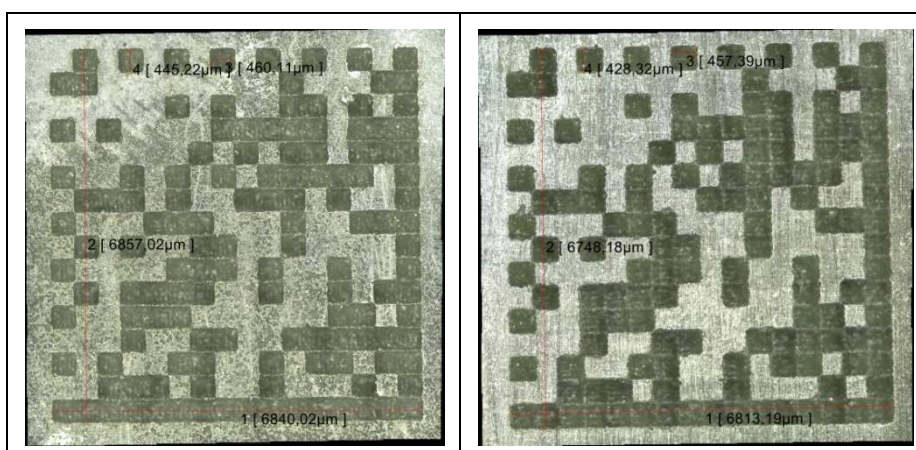 4 [ 445,22µm ]
3 [ 460,11µm ]
2 [ 6857,02µm ]
1 [ 6840,02µm ]
4 [ 428,32µm ]
3 [ 457,39µm ]
2 [ 6748,18µm ]
1 [ 6813,19µm ]